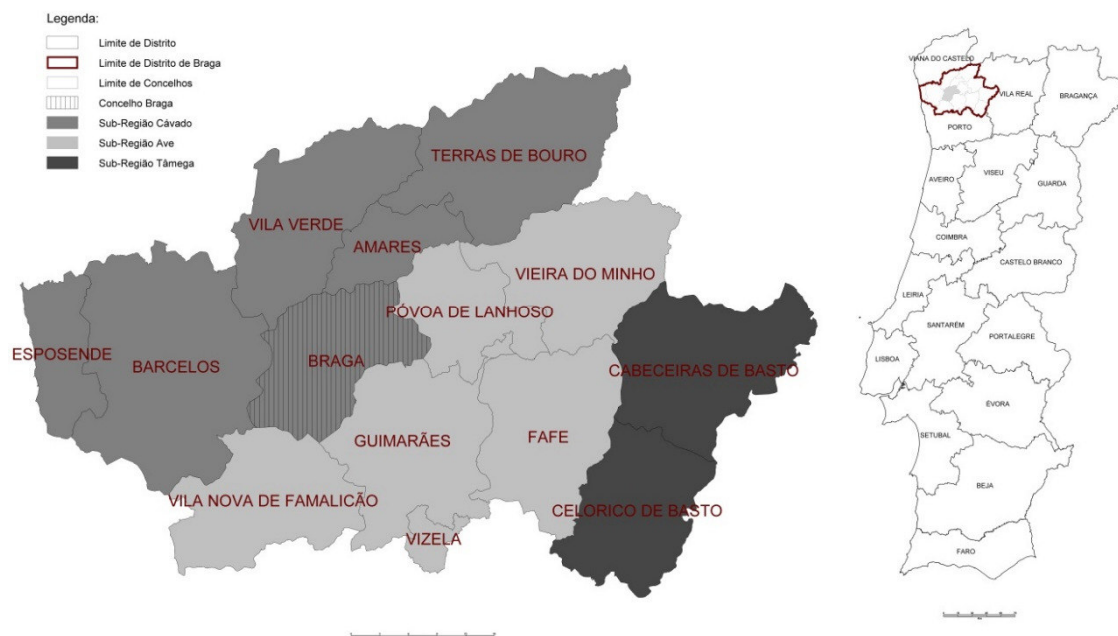 Legenda:
Limite de Distrito
Limite de Distrito de Braga
Limite de Concelhos
Concelho Braga
Sub-Região Cávado
Sub-Região Ave
Sub-Região Tâmega
TERRAS DE BOURO
VILA VERDE
AMARES
VIEIRA DO MINHO
PÓVOA DE LANHOSO
ESPOSENDE
BARCELOS
BRAGA
CABECEIRAS DE BASTO
GUIMARÃES
FAFE
VILA NOVA DE FAMALICÃO
CELORICO DE BASTO
VIZELA
VIANA DO CASTELO
VILA REAL
BRAGANÇA
PORTO
AVEIRO
VISEU
GUARDA
COIMBRA
CASTELO BRANCO
LEIRIA
SANTARÉM
PORTALEGRE
LISBOA
ÉVORA
SETUBAL
BEJA
FARO